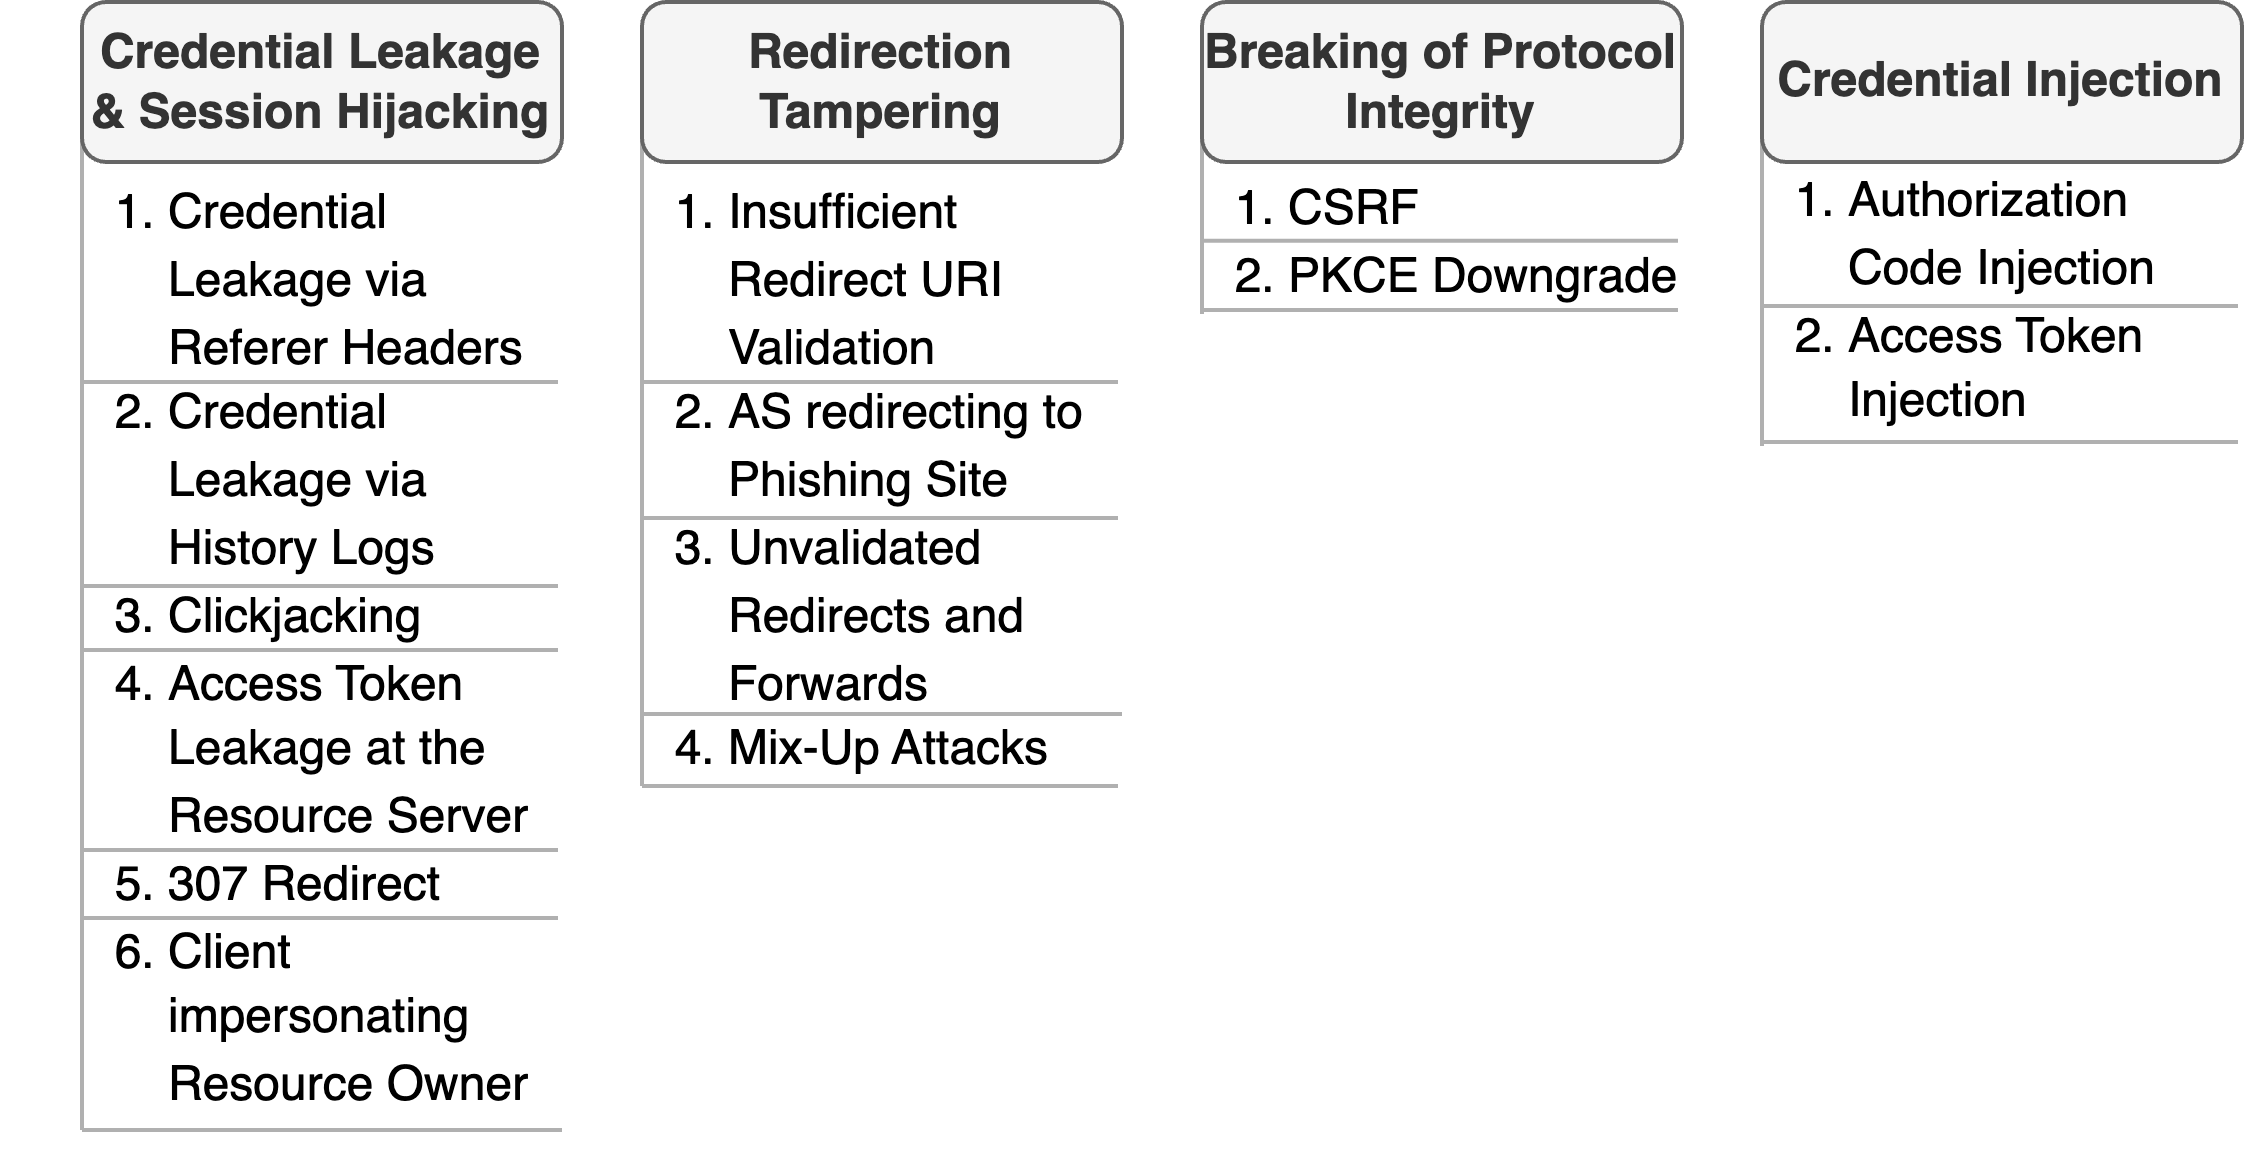 Credential Leakage
& Session Hijacking
1. Credential
Leakage via
Referer Headers
2. Credential
Leakage via
History Logs
3. Clickjacking
4. Access Token
Leakage at the
Resource Server
5. 307 Redirect
6. Client
impersonating
Resource Owner
Redirection
Tampering
1. Insufficient
Redirect URI
Validation
2. AS redirecting to
Phishing Site
3. Unvalidated
Redirects and
Forwards
4. Mix-Up Attacks
Breaking of Protocol
Integrity
1. CSRF
2. PKCE Downgrade
Credential Injection
1. Authorization
Code Injection
2. Access Token
Injection